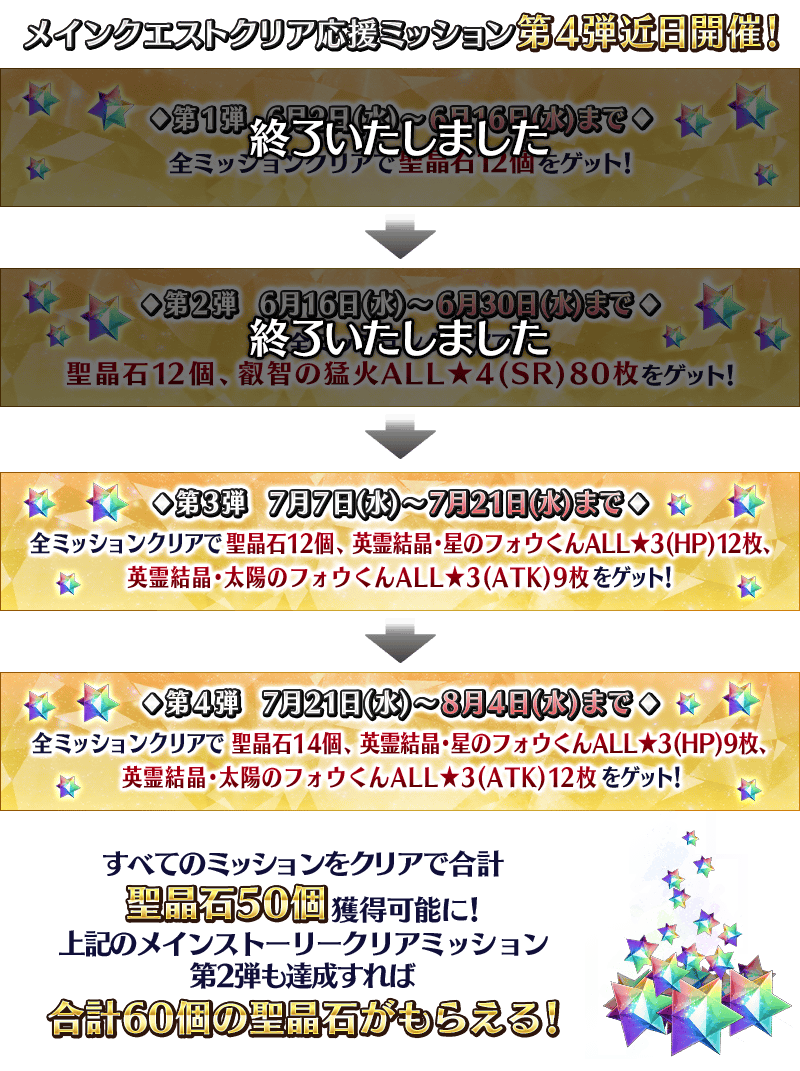 メインクエストクリア応援ミッション第4弾近日開催!
◇第1弾 6月2日(水)～6月16日(水)まで◇
終了いたしました
全ミッションクリアで聖晶石12個をゲット!
◇第2弾 6月16日(水)～6月30日(水)まで◇
終了いたしました
聖晶石12個、叡智の猛火ALL★4(SR)80枚をゲット!
◇第3弾 7月7日(水)～7月21日(水)まで◇
全ミッションクリアで聖晶石12個、英霊結晶・星のフォウくんALL★3(HP)12枚、
英霊結晶・太陽のフォウくんALL★3(ATK)9枚をゲット!
◇第4弾 7月21日(水)～8月4日(水)まで◇
全ミッションクリアで聖晶石14個、英霊結晶・星のフォウくんALL★3(HP)9枚、
英霊結晶・太陽のフォウくんALL★3(ATK)12枚をゲット!
すべてのミッションをクリアで合計
聖晶石50個獲得可能に!
上記のメインストーリークリアミッション
第2弾も達成すれば
合計60個の聖晶石がもらえる!